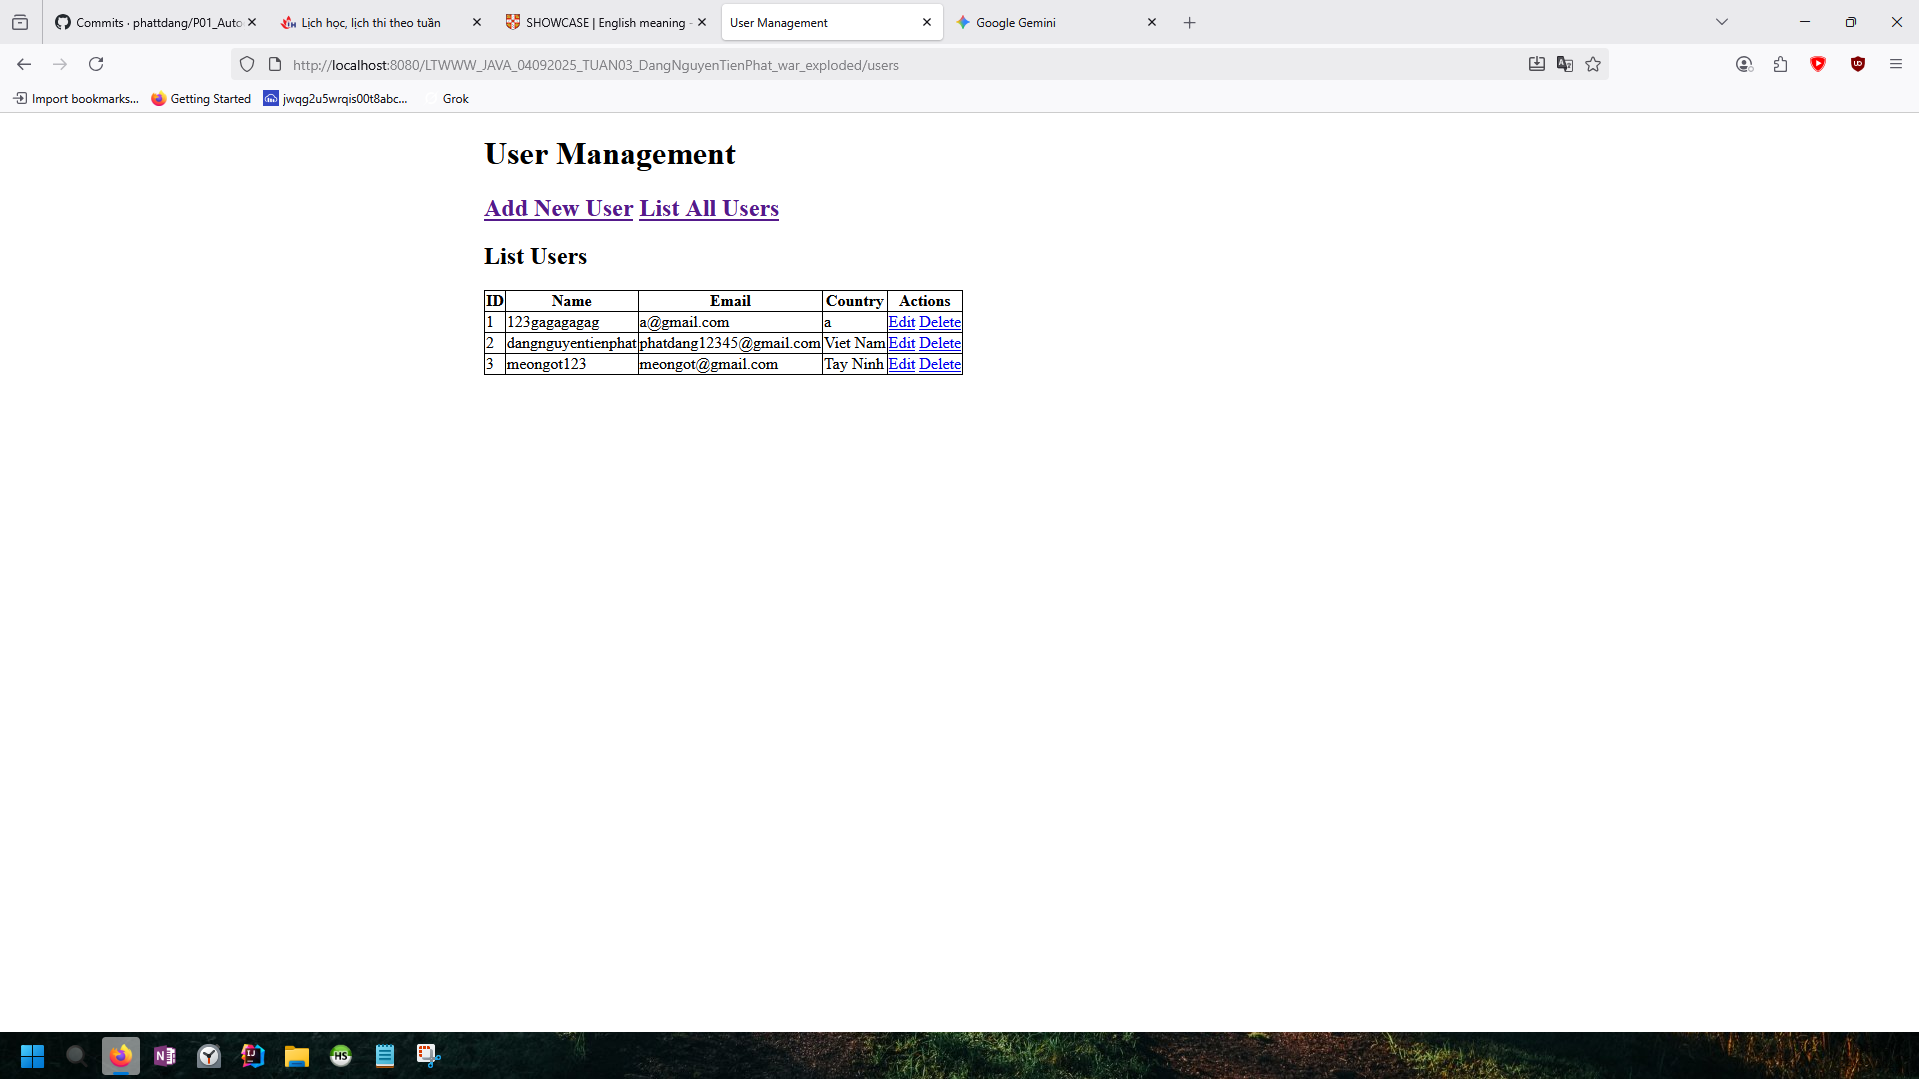 Commits · phattdang/P01_Auto
Lịch học, lịch thi theo tuần
SHOWCASE | English meaning -
User Management
Google Gemini
http://localhost:8080/LTWWW_JAVA_04092025_TUAN03_DangNguyenTienPhat_war_exploded/users
Import bookmarks...
Getting Started
jwqg2u5wrqis00t8abc...
Grok
User Management
Add New User List All Users
List Users
ID Name Email Country Actions
1 123gagagagag a@gmail.com a Edit Delete
2 dangnguyentienphat phatdang12345@gmail.com Viet Nam Edit Delete
3 meongot123 meongot@gmail.com Tay Ninh Edit Delete